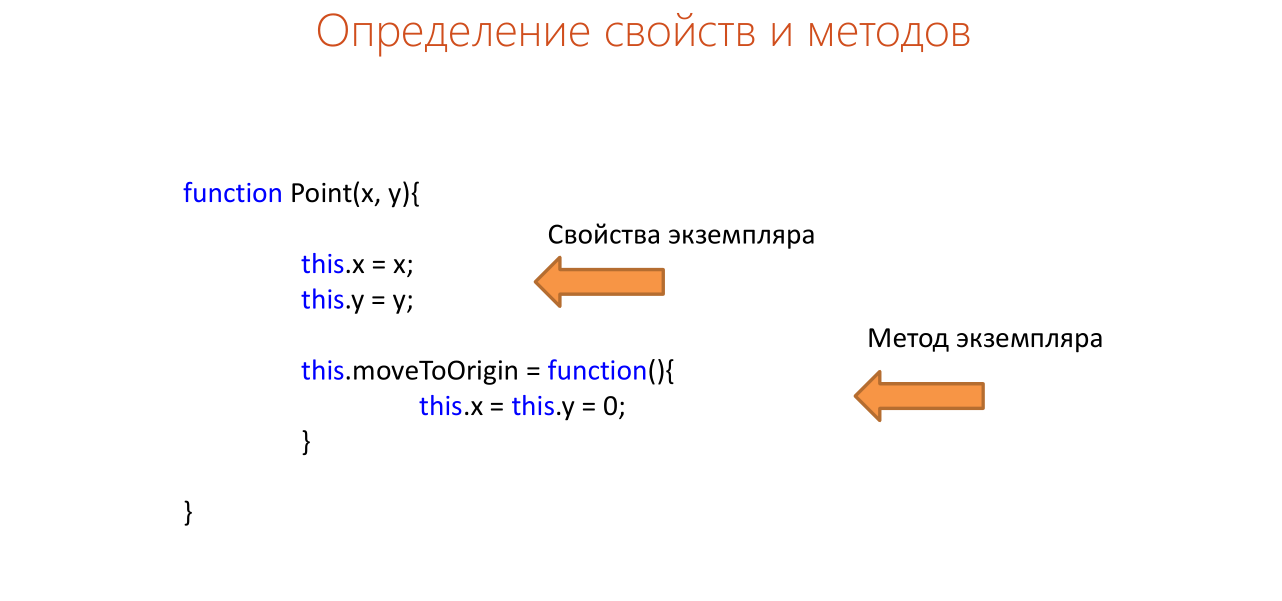 Определение свойств и методов
function Point(x, y){
Свойства экземпляра
this.x = x;
this.y = y;
Метод экземпляра
this.moveToOrigin = function(){
this.x = this.y = 0;
}
}